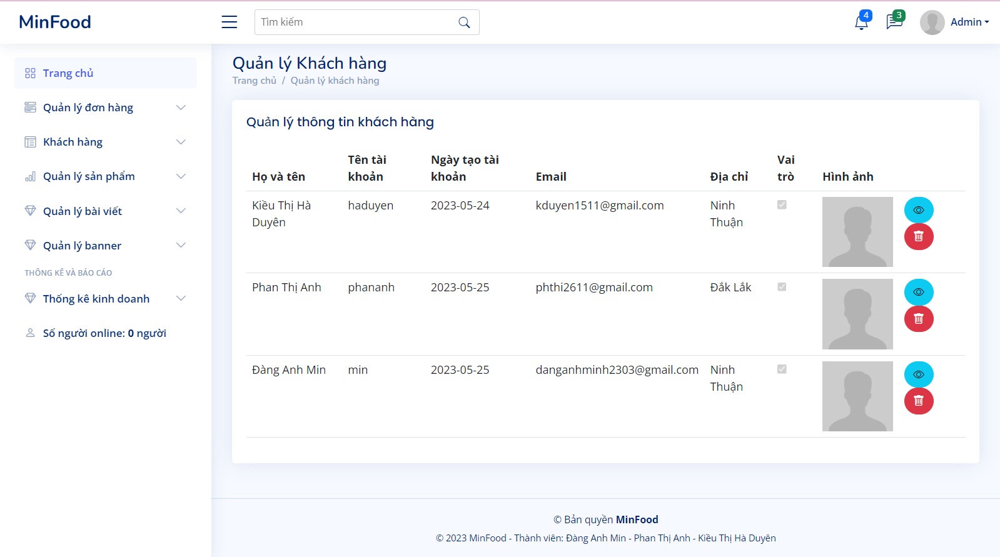 MinFood
Tìm kiếm
4
3
Admin
Trang chủ
Quản lý đơn hàng
Khách hàng
Quản lý sản phẩm
Quản lý bài viết
Quản lý banner
THỐNG KÊ VÀ BÁO CÁO
Thống kê kinh doanh
Số người online: 0 người
Quản lý Khách hàng
Trang chủ / Quản lý khách hàng
Quản lý thông tin khách hàng
Họ và tên
Tên tài
khoản
Ngày tạo tài
khoản
Email
Địa chỉ
Vai
trò
Hình ảnh
Kiều Thị Hà
Duyên
haduyen
2023-05-24
kduyen1511@gmail.com
Ninh
Thuận
Phan Thị Anh
phananh
2023-05-25
phthi2611@gmail.com
Đắk Lắk
Đàng Anh Min
min
2023-05-25
danganhminh2303@gmail.com
Ninh
Thuận
© Bản quyền MinFood
© 2023 MinFood - Thành viên: Đàng Anh Min - Phan Thị Anh - Kiều Thị Hà Duyên